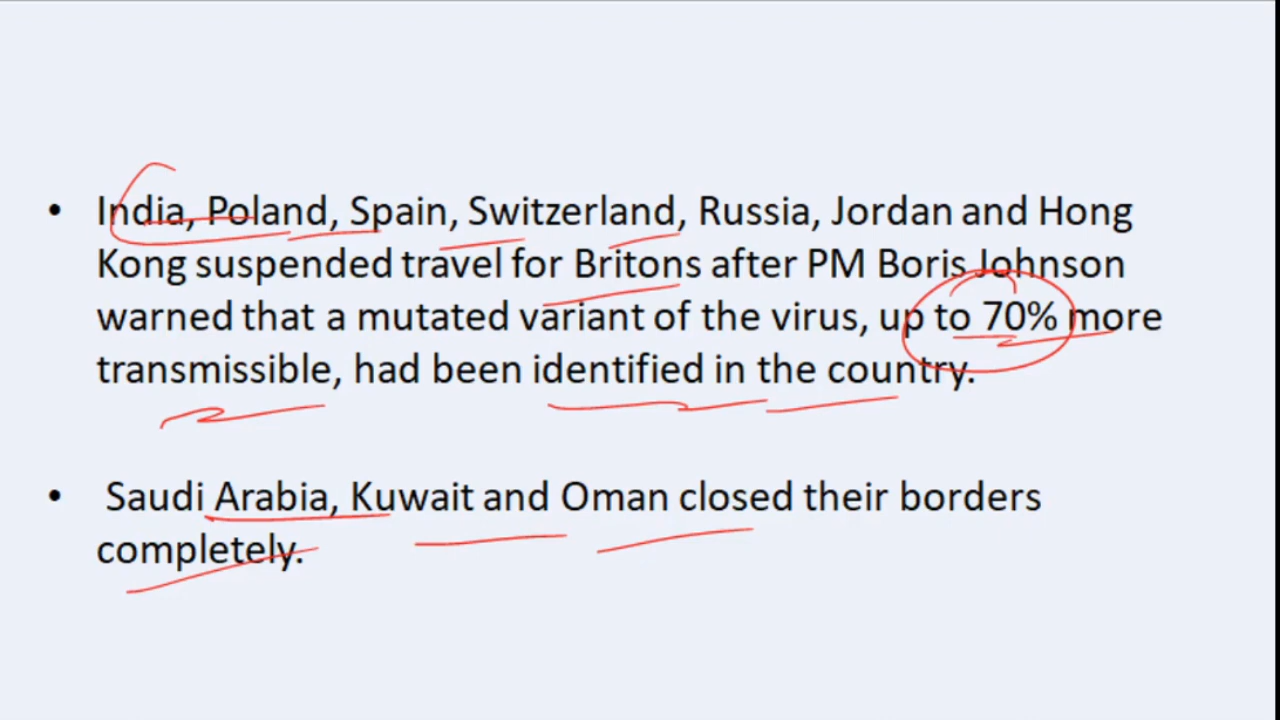 • India, Poland, Spain, Switzerland, Russia, Jordan and Hong
Kong suspended travel for Britons after PM Boris Johnson
warned that a mutated variant of the virus, up to 70% more
transmissible, had been identified in the country.
• Saudi Arabia, Kuwait and Oman closed their borders
completely.